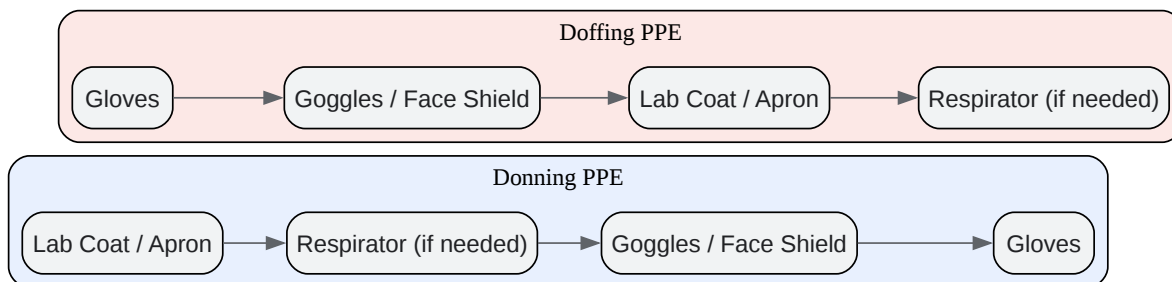 Doffing PPE
Gloves
Goggles / Face Shield
Lab Coat / Apron
Respirator (if needed)
Donning PPE
Lab Coat / Apron
Respirator (if needed)
Goggles / Face Shield
Gloves